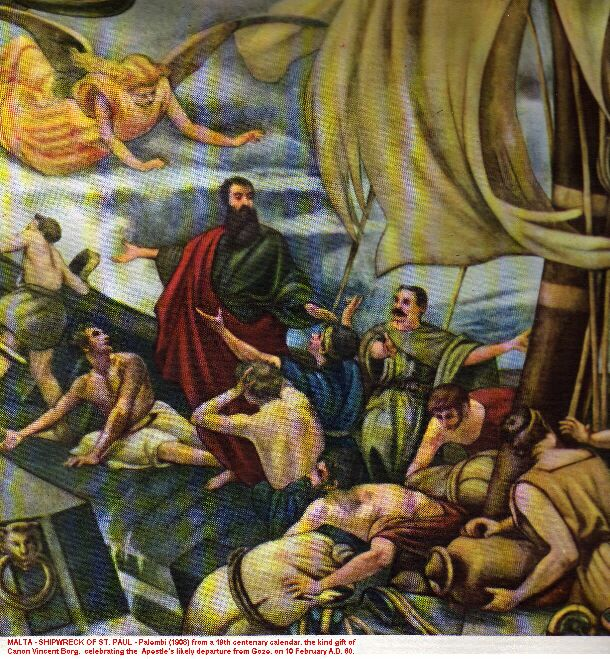 MALTA - SHIPWRECK OF ST. PAUL - Palombi (1908) from a 19th centenary calendar, the kind gift of
Canon Vincent Borg, celebrating the Apostle's likely departure from Gozo, on 10 February A.D. 60.